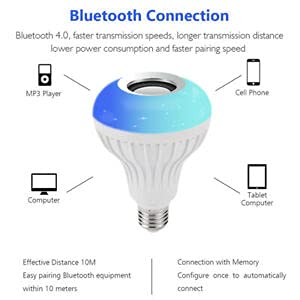 Bluetooth Connection
Bluetooth 4.0, faster transmission speeds, longer transmission distance
lower power consumption and faster pairing speed
MP3 Player
Cell Phone
Computer
Tablet
Computer
Effective Distance 10M
Easy pairing Bluetooth equipment
within 10 meters
Connection with Memory
Configure once to automatically
connect